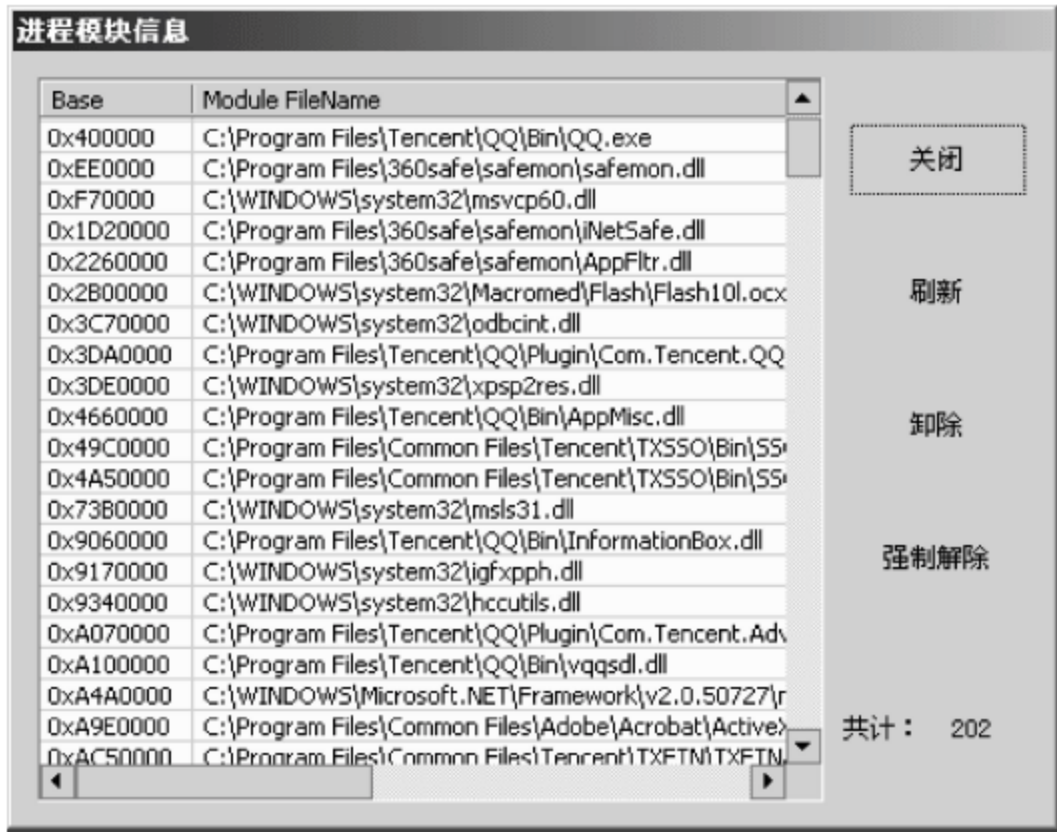 进程模块信息
Base Module FileName
0x400000 C:\Program Files\Tencent\QQ\Bin\QQ.exe
0xEE0000 C:\Program Files\360safe\safemon\safemon.dll
0xF70000 C:\WINDOWS\system32\msvcp60.dll
0x1D20000 C:\Program Files\360safe\safemon\iNetSafe.dll
0x2260000 C:\Program Files\360safe\safemon\AppFltr.dll
0x2B00000 C:\WINDOWS\system32\Macromed\Flash\Flash10l.ocx
0x3C70000 C:\WINDOWS\system32\odbcint.dll
0x3DA0000 C:\Program Files\Tencent\QQ\Plugin\Com.Tencent.QQ
0x3DE0000 C:\WINDOWS\system32\xpsp2res.dll
0x4660000 C:\Program Files\Tencent\QQ\Bin\AppMisc.dll
0x49C0000 C:\Program Files\Common Files\Tencent\TXSSO\Bin\SS
0x4A50000 C:\Program Files\Common Files\Tencent\TXSSO\Bin\SS
0x73B0000 C:\WINDOWS\system32\msls31.dll
0x9060000 C:\Program Files\Tencent\QQ\Bin\InformationBox.dll
0x9170000 C:\WINDOWS\system32\igfxpph.dll
0x9340000 C:\WINDOWS\system32\hccutils.dll
0xA070000 C:\Program Files\Tencent\QQ\Plugin\Com.Tencent.Adv
0xA100000 C:\Program Files\Tencent\QQ\Bin\vqqsdl.dll
0xA4A0000 C:\WINDOWS\Microsoft.NET\Framework\v2.0.50727\
0xA9E0000 C:\Program Files\Common Files\Adobe\Acrobat\ActiveX
0xAC50000 C:\Program Files\Common Files\Tencent\TXFTN\TXFTN
关闭
刷新
卸除
强制解除
共计： 202